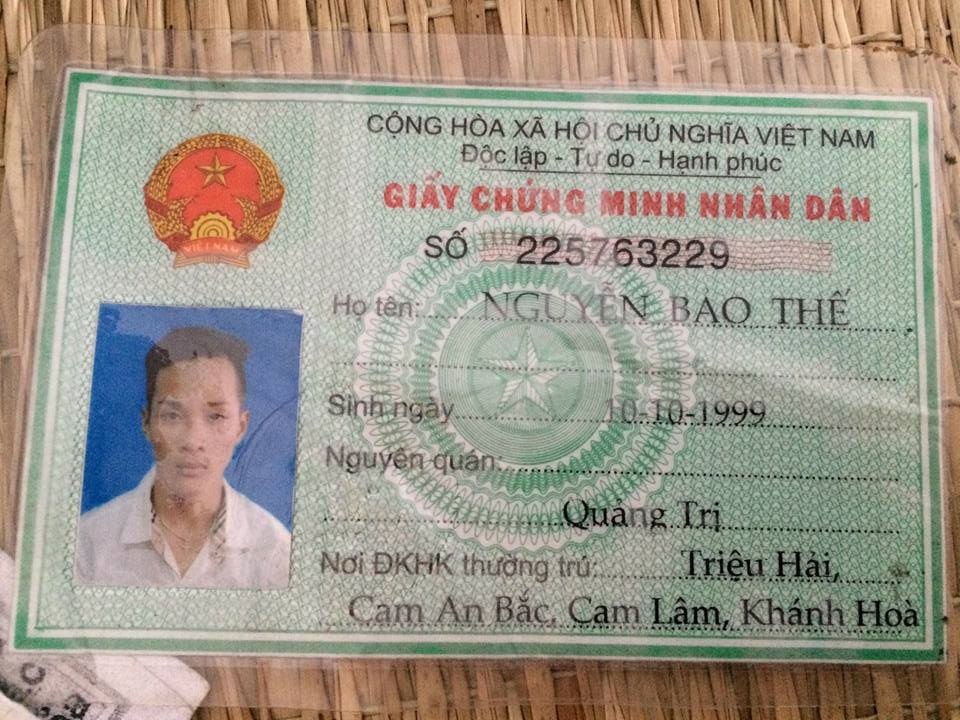 CỘNG HÒA XÃ HỘI CHỦ NGHĨA VIỆT NAM
Độc lập - Tự do - Hạnh phúc
GIẤY CHỨNG MINH NHÂN DÂN
SỐ 225763229
VIỆT NAM
Họ tên: NGUYỄN BẢO THẾ
Sinh ngày 10-10-1999
Nguyên quán:
Quảng Trị
Nơi ĐKHK thường trú: Triệu Hải,
Cam An Bắc, Cam Lâm, Khánh Hoà